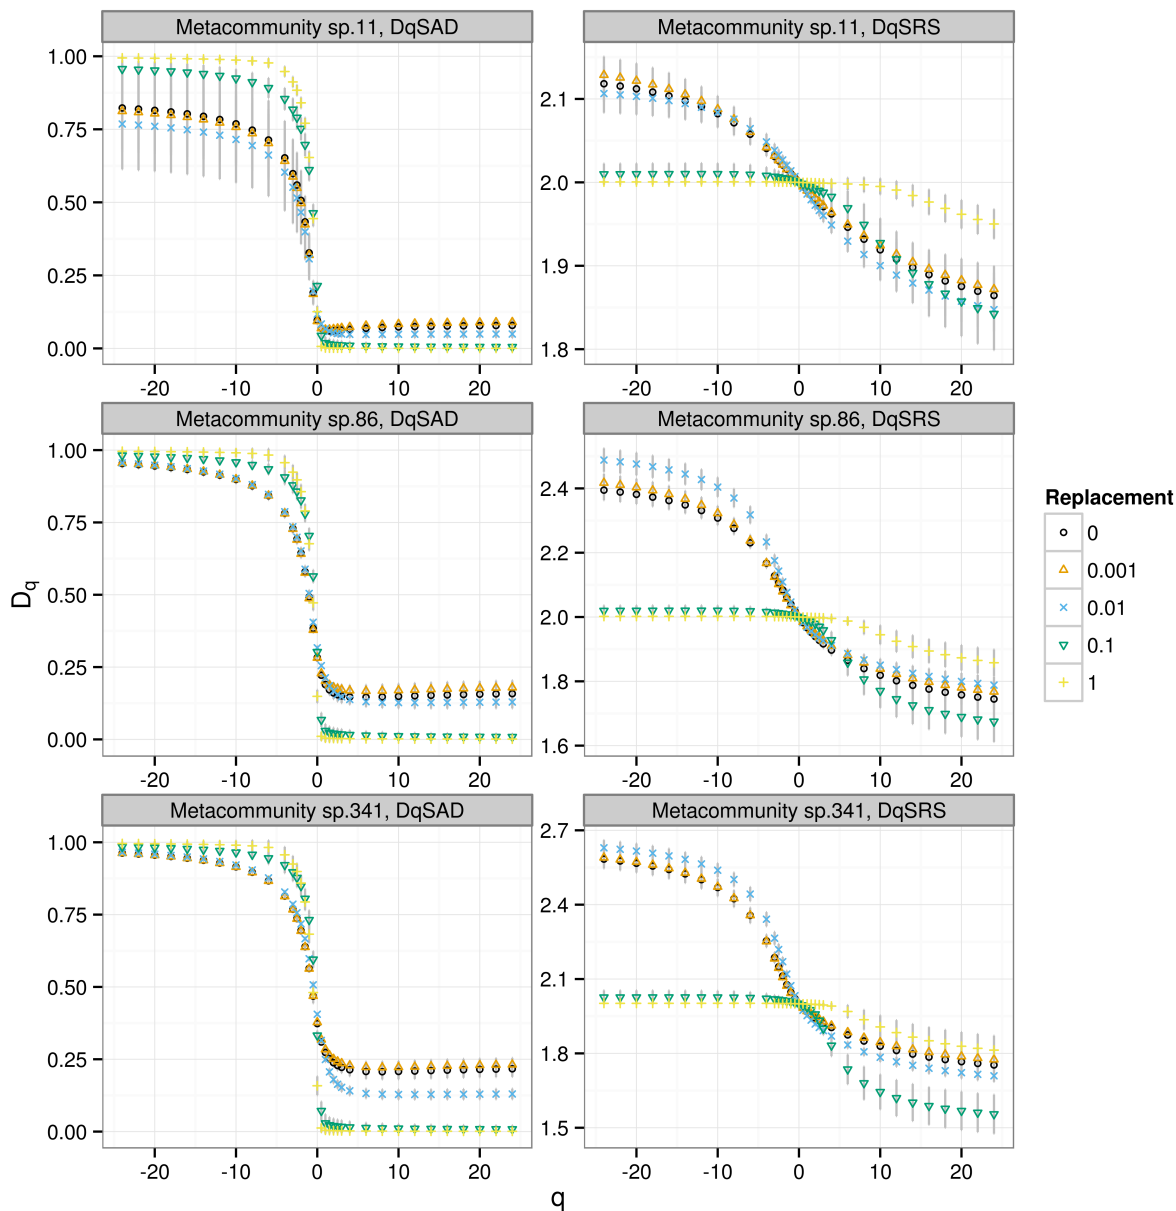 Metacommunity sp.11, DqSAD
Metacommunity sp.11, DqSRS
1.00
0.75
0.50
0.25
0.00
-20 -10 0 10 20
2.1
2.0
1.9
1.8
-20 -10 0 10 20
Metacommunity sp.86, DqSAD
Metacommunity sp.86, DqSRS
1.00
0.75
0.50
0.25
0.00
-20 -10 0 10 20
2.4
2.2
2.0
1.8
1.6
-20 -10 0 10 20
Metacommunity sp.341, DqSAD
Metacommunity sp.341, DqSRS
1.00
0.75
0.50
0.25
0.00
-20 -10 0 10 20
2.7
2.4
2.1
1.8
1.5
-20 -10 0 10 20
Dq
q
Replacement
0
0.001
0.01
0.1
1